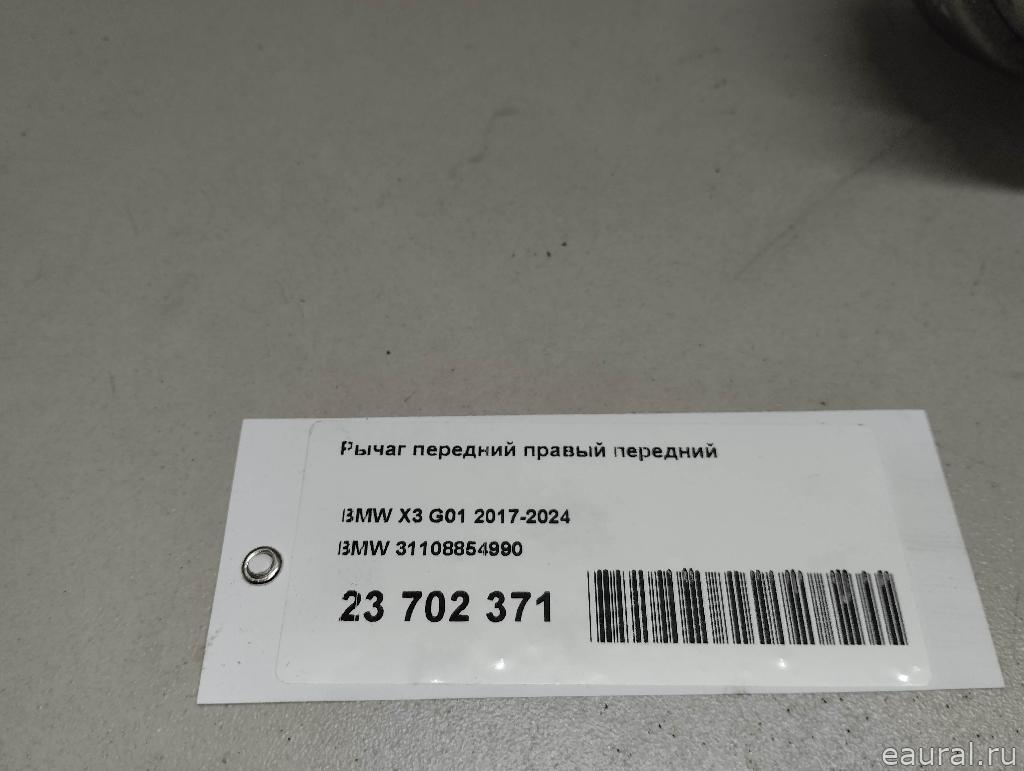 Рычаг передний правый передний
BMW X3 G01 2017-2024
BMW 31108854990
23 702 371
eaural.ru